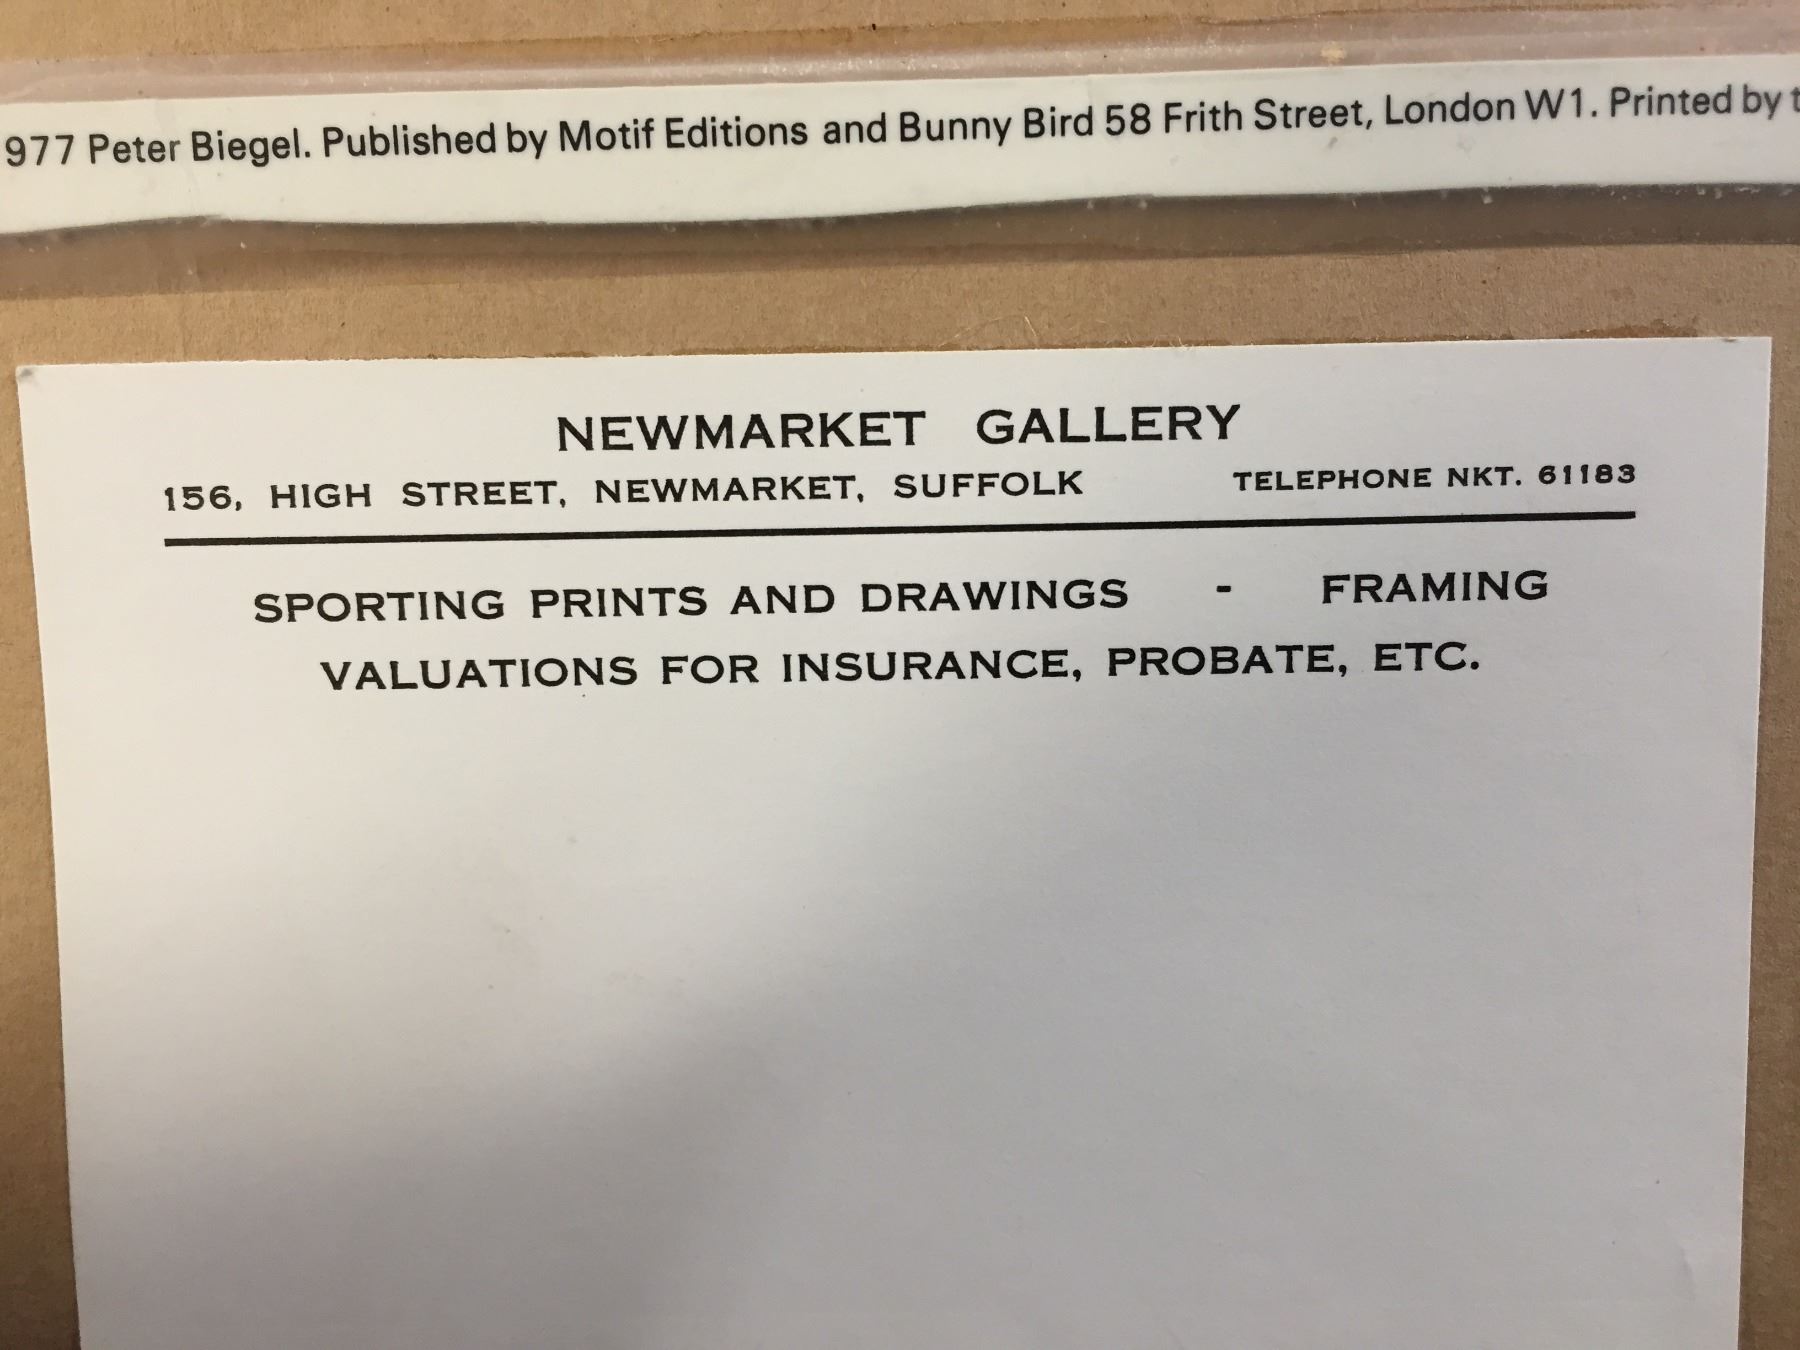 977 Peter Biegel. Published by Motif Editions and Bunny Bird 58 Frith Street, London W1. Printed by
NEWMARKET GALLERY
156, HIGH STREET, NEWMARKET, SUFFOLK TELEPHONE NKT. 61183
SPORTING PRINTS AND DRAWINGS - FRAMING
VALUATIONS FOR INSURANCE, PROBATE, ETC.